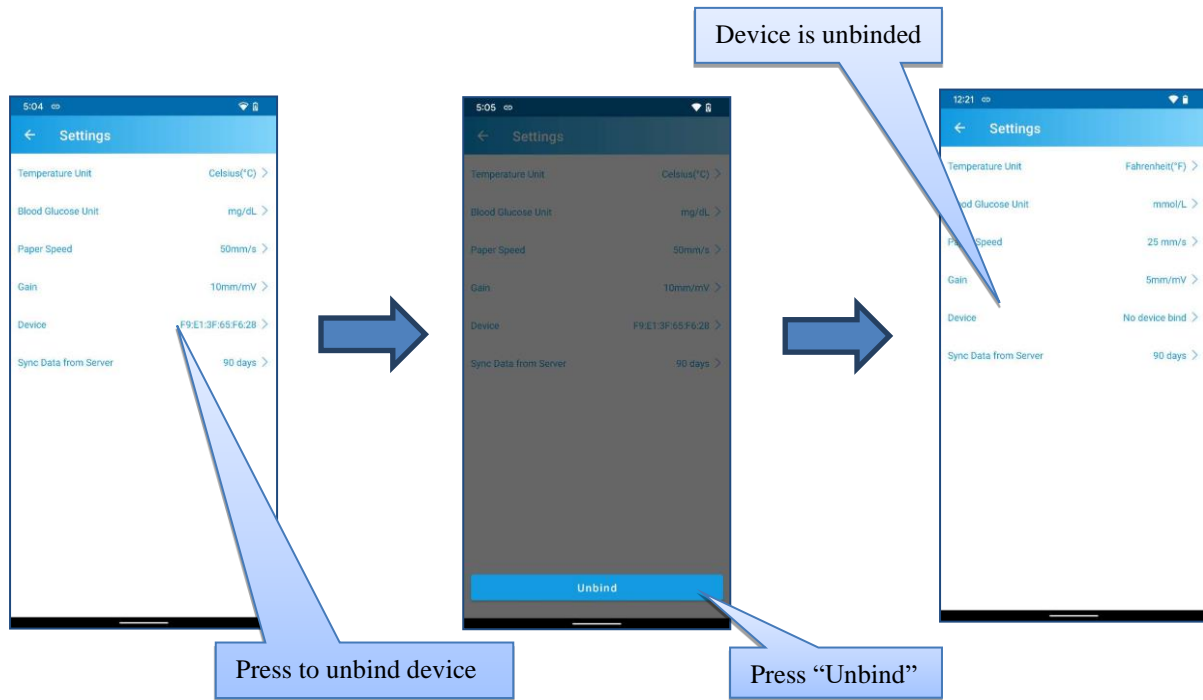 Device is unbinded
5:04
Settings
Temperature Unit Celsius(°C)
Blood Glucose Unit mg/dL
Paper Speed 50mm/s
Gain 10mm/mV
Device F9:E1:3F:65:F6:28
Sync Data from Server 90 days
Press to unbind device
5:05
Settings
Temperature Unit Celsius(°C)
Blood Glucose Unit mg/dL
Paper Speed 50mm/s
Gain 10mm/mV
Device F9:E1:3F:65:F6:28
Sync Data from Server 90 days
Unbind
Press “Unbind”
12:21
Settings
Temperature Unit Fahrenheit(°F)
Glucose Unit mmol/L
Speed 25 mm/s
Gain 5mm/mV
Device No device bind
Sync Data from Server 90 days